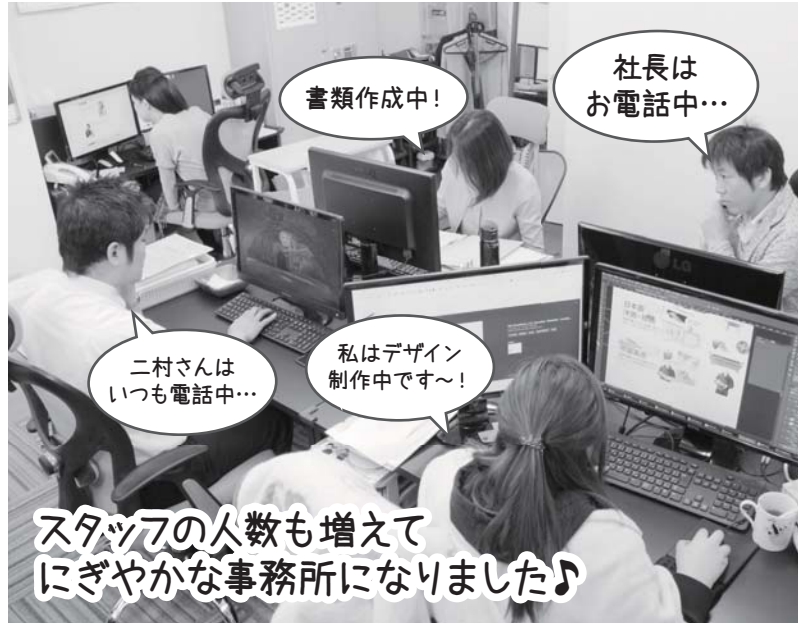 書類作成中!
社長は
お電話中…
二村さんは
いつも電話中…
私はデザイン
制作中です~!
LG
スタッフの人数も増えて
にぎやかな事務所になりました♪